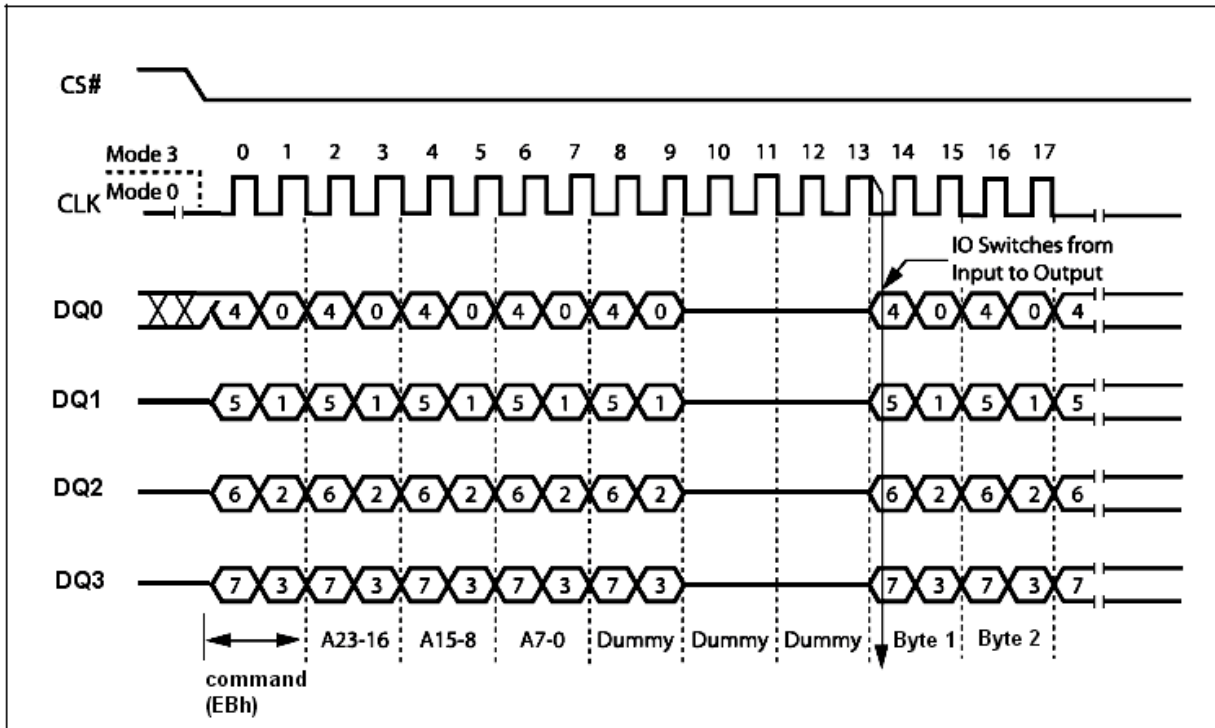 CS#
Mode 3
0 1 2 3 4 5 6 7 8 9 10 11 12 13 14 15 16 17
Mode 0
CLK
IO Switches from
Input to Output
DQ0
4 0 4 0 4 0 4 0 4 0 4 0 4 0 4
DQ1
5 1 5 1 5 1 5 1 5 1 5 1 5 1 5
DQ2
6 2 6 2 6 2 6 2 6 2 6 2 6 2 6
DQ3
7 3 7 3 7 3 7 3 7 3 7 3 7 3 7
A23-16 A15-8 A7-0 Dummy Dummy Dummy Byte 1 Byte 2
command
(EBh)